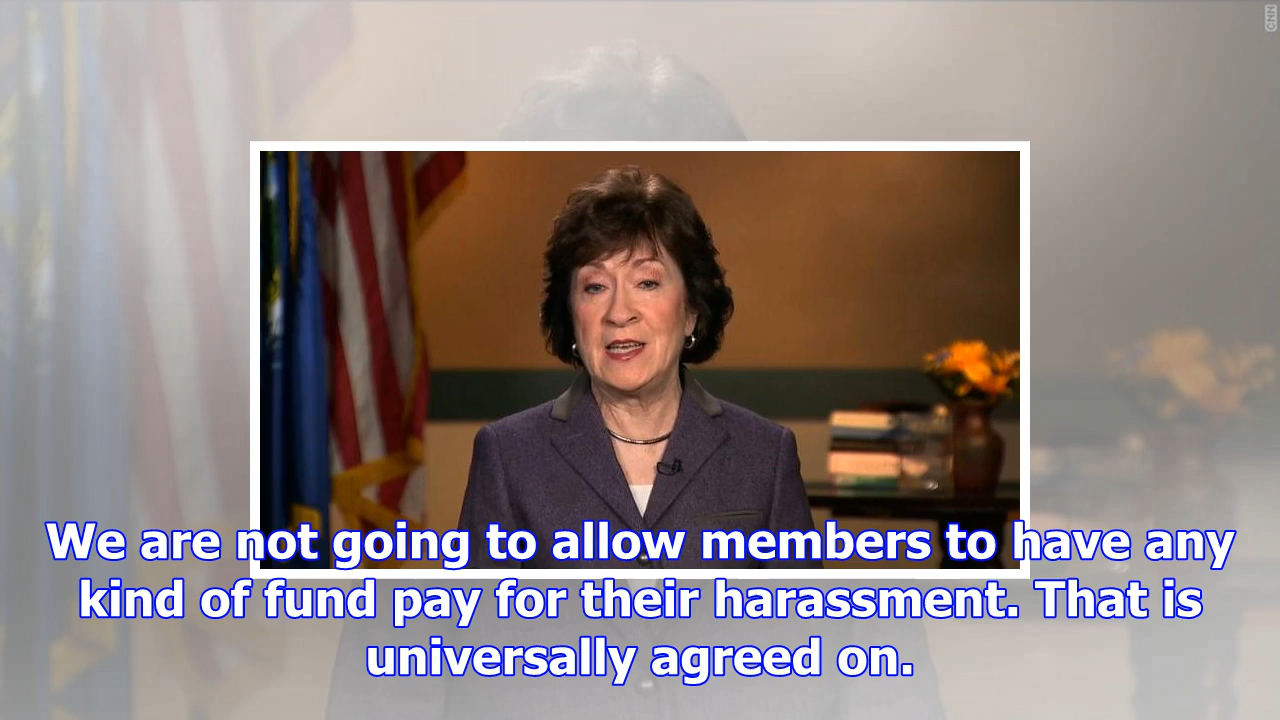 CNN
We are not going to allow members to have any
kind of fund pay for their harassment. That is
universally agreed on.